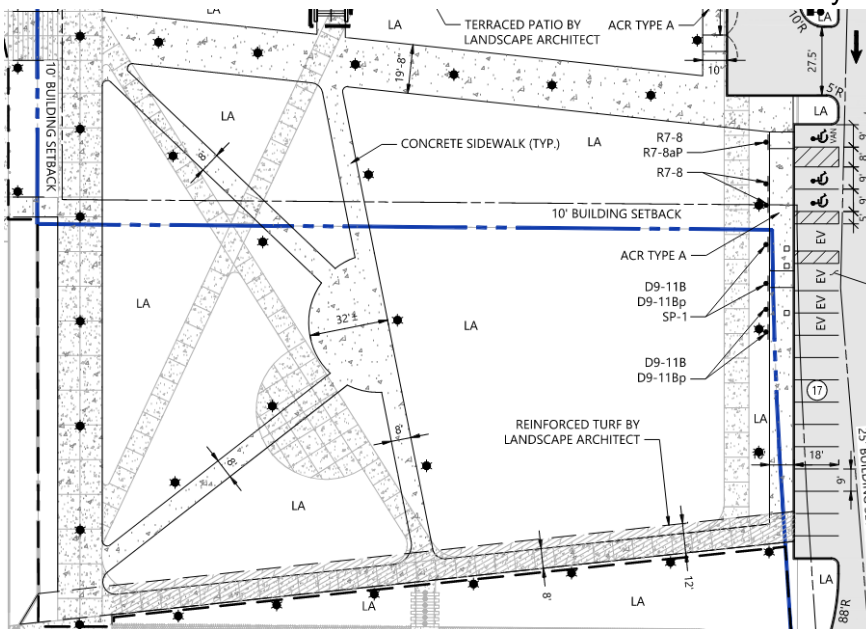 LA
TERRACED PATIO BY
LANDSCAPE ARCHITECT
ACR TYPE A
LA
10'R
27.5'
10'
19'-8"
5'R
LA
10' BUILDING SETBACK
LA
8'
CONCRETE SIDEWALK (TYP.)
LA
R7-8
R7-8aP
R7-8
VAN
9'
8'
9'
9'
5'
10' BUILDING SETBACK
ACR TYPE A
EV
EV
EV
EV
D9-11B
D9-11Bp
SP-1
LA
32'±
LA
D9-11B
D9-11Bp
17
REINFORCED TURF BY
LANDSCAPE ARCHITECT
LA
8'
8'
18'
9'
LA
12'
8'
LA
LA
LA
88'R